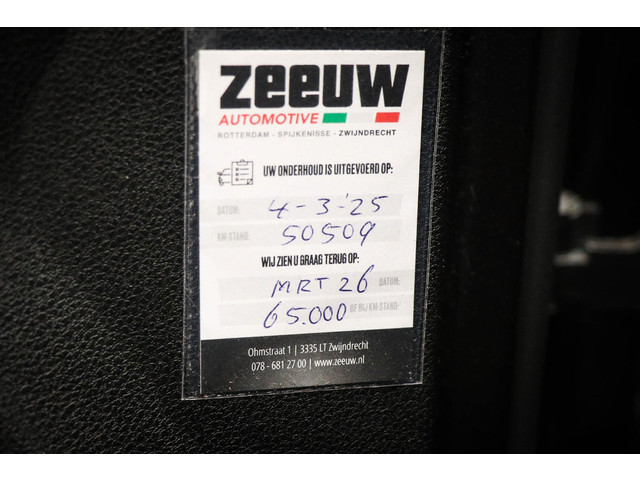 ZEEUW
AUTOMOTIVE
ROTTERDAM - SPIJKENISSE - ZWIJNDRECHT
UW ONDERHOUD IS UITGEVOERD OP:
DATUM: 4-3-'25
KM-STAND: 50509
WIJ ZIEN U GRAAG TERUG OP:
MRT 26 DATUM:
65.000 OF BIJ KM-STAND:
Ohmstraat 1 | 3335 LT Zwijndrecht
078 - 681 27 00 | www.zeeuw.nl